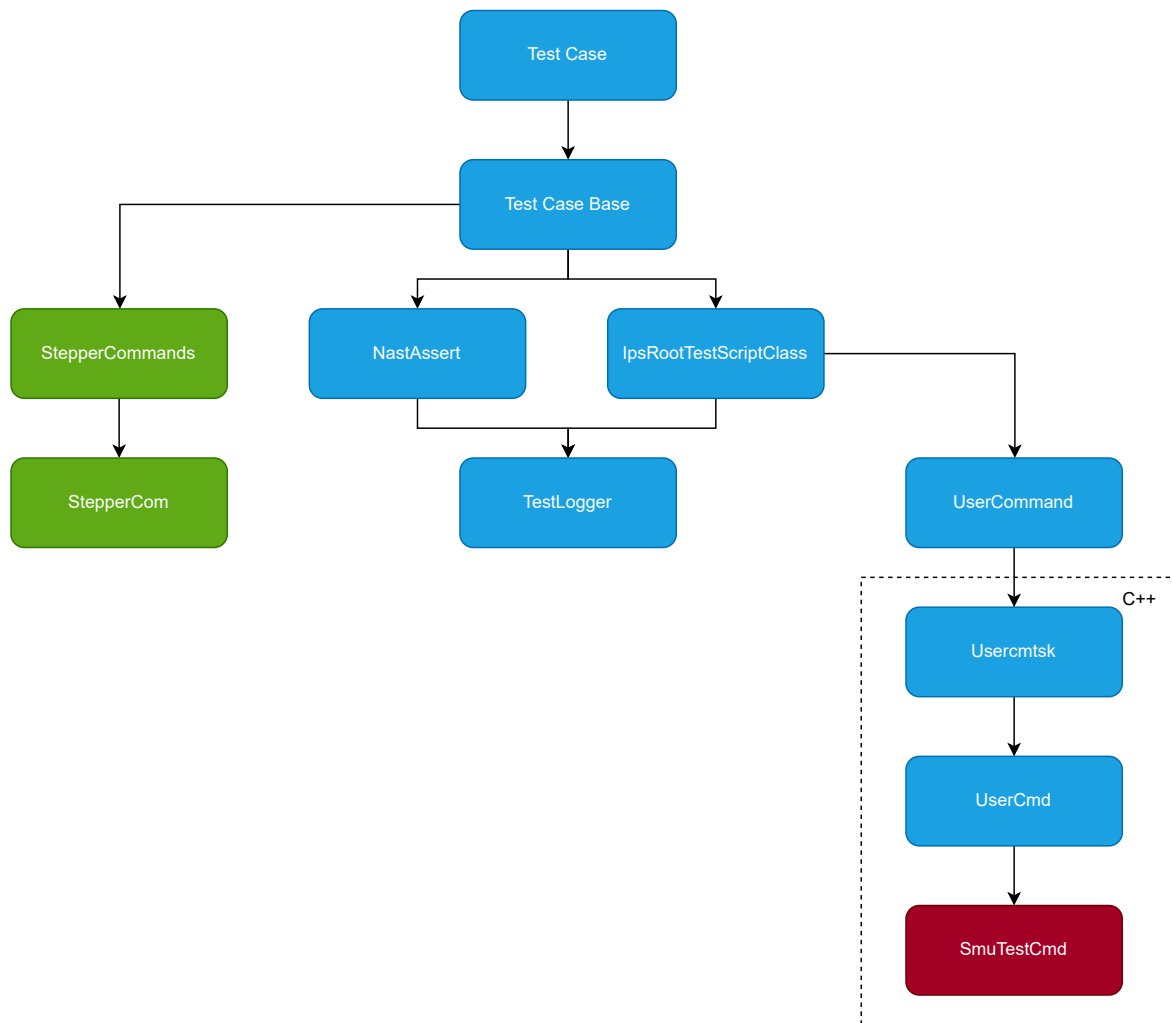 Test Case
Test Case Base
StepperCommands
NastAssert
IpsRootTestScriptClass
StepperCom
TestLogger
UserCommand
C++
Usercmtsk
UserCmd
SmuTestCmd